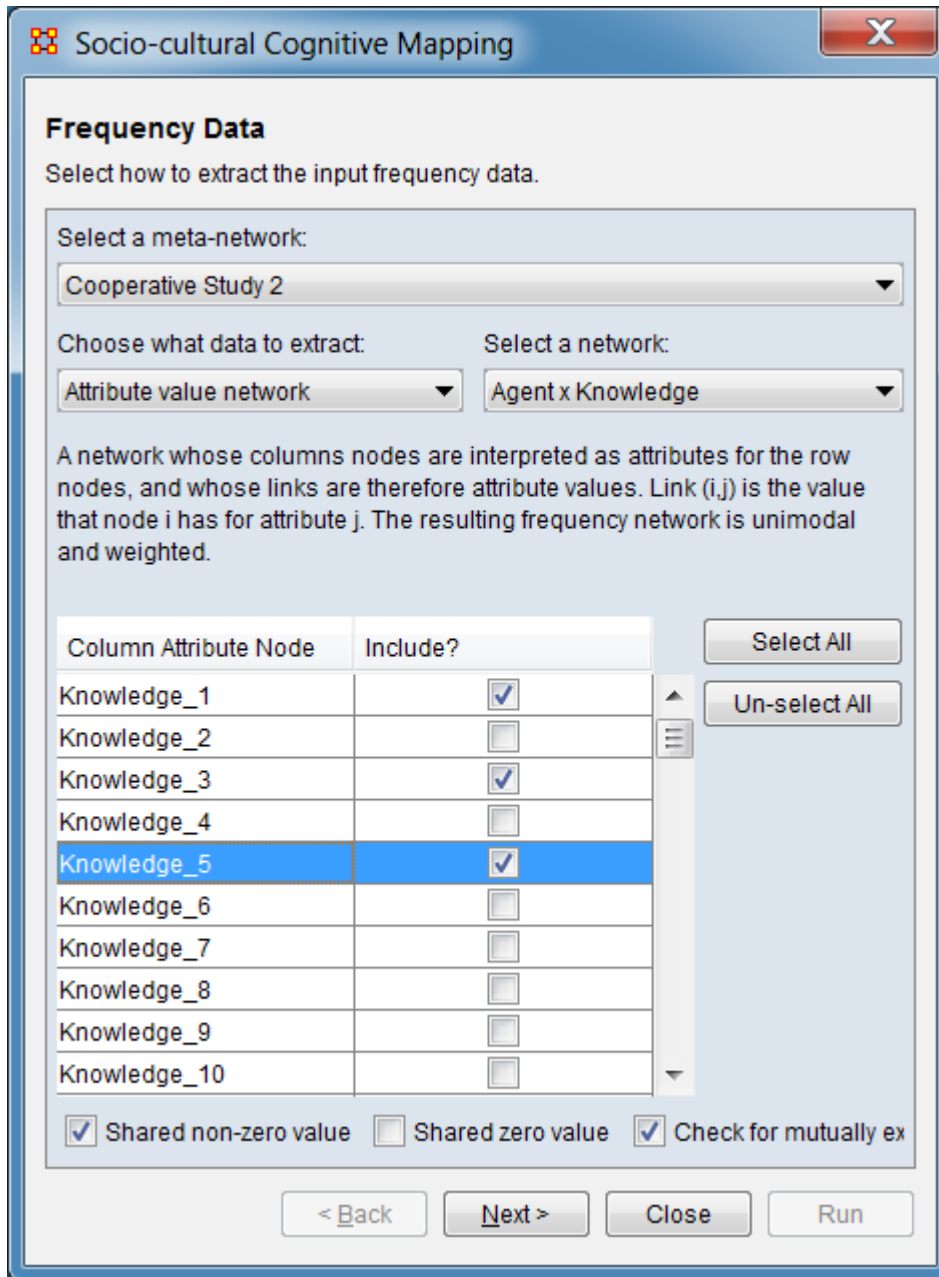 Socio-cultural Cognitive Mapping
X
Frequency Data
Select how to extract the input frequency data.
Select a meta-network:
Cooperative Study 2
Choose what data to extract: Select a network:
Attribute value network Agent x Knowledge
A network whose columns nodes are interpreted as attributes for the row
nodes, and whose links are therefore attribute values. Link (i,j) is the value
that node i has for attribute j. The resulting frequency network is unimodal
and weighted.
Column Attribute Node Include? Select All
Knowledge_1 Un-select All
Knowledge_2
Knowledge_3
Knowledge_4
Knowledge_5
Knowledge_6
Knowledge_7
Knowledge_8
Knowledge_9
Knowledge_10
Shared non-zero value Shared zero value Check for mutually ex
< Back Next > Close Run